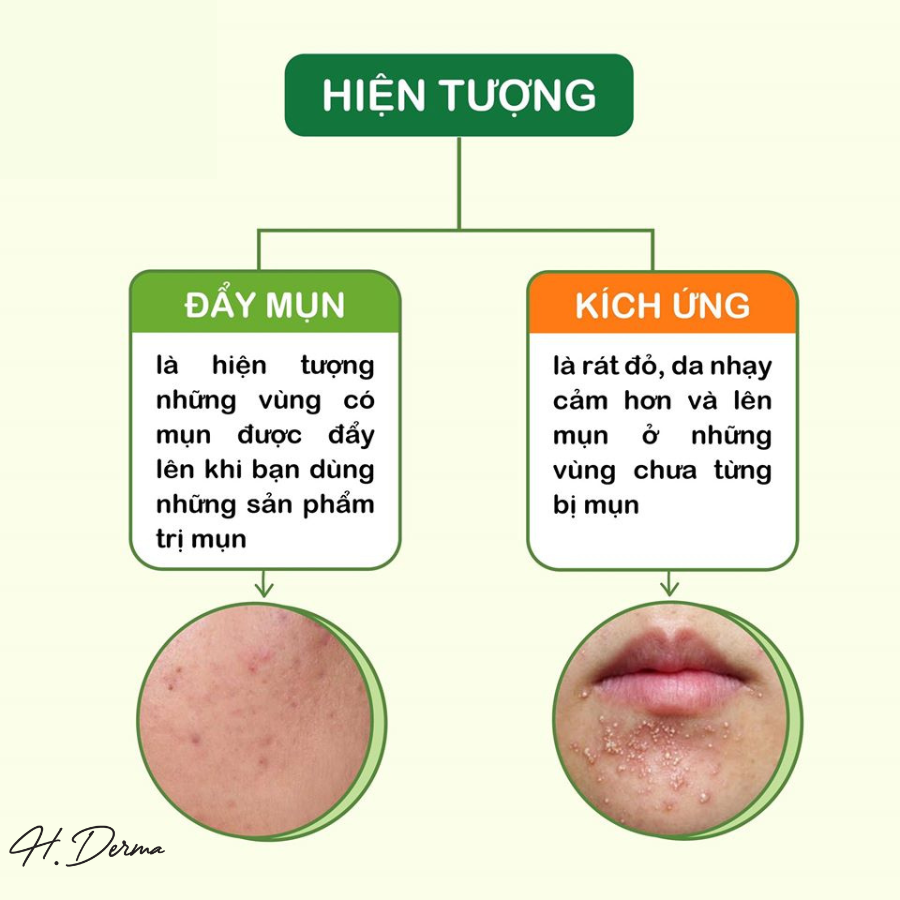 HIỆN TƯỢNG
ĐẨY MỤN
là hiện tượng
những vùng có
mụn được đẩy
lên khi bạn dùng
những sản phẩm
trị mụn
KÍCH ỨNG
là rát đỏ, da nhạy
cảm hơn và lên
mụn ở những
vùng chưa từng
bị mụn
H. Derma